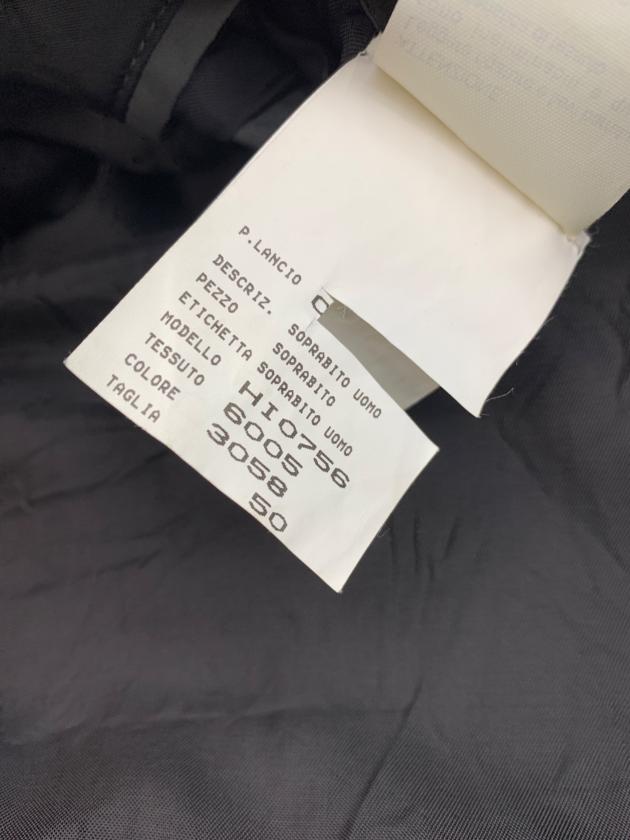 P.LANCIO
DESCRIZ. SOPRABITO UOMO
PEZZO SOPRABITO
ETICHETTA SOPRABITO UOMO
MODELLO HI0756
TESSUTO 6005
COLORE 3058
TAGLIA 50